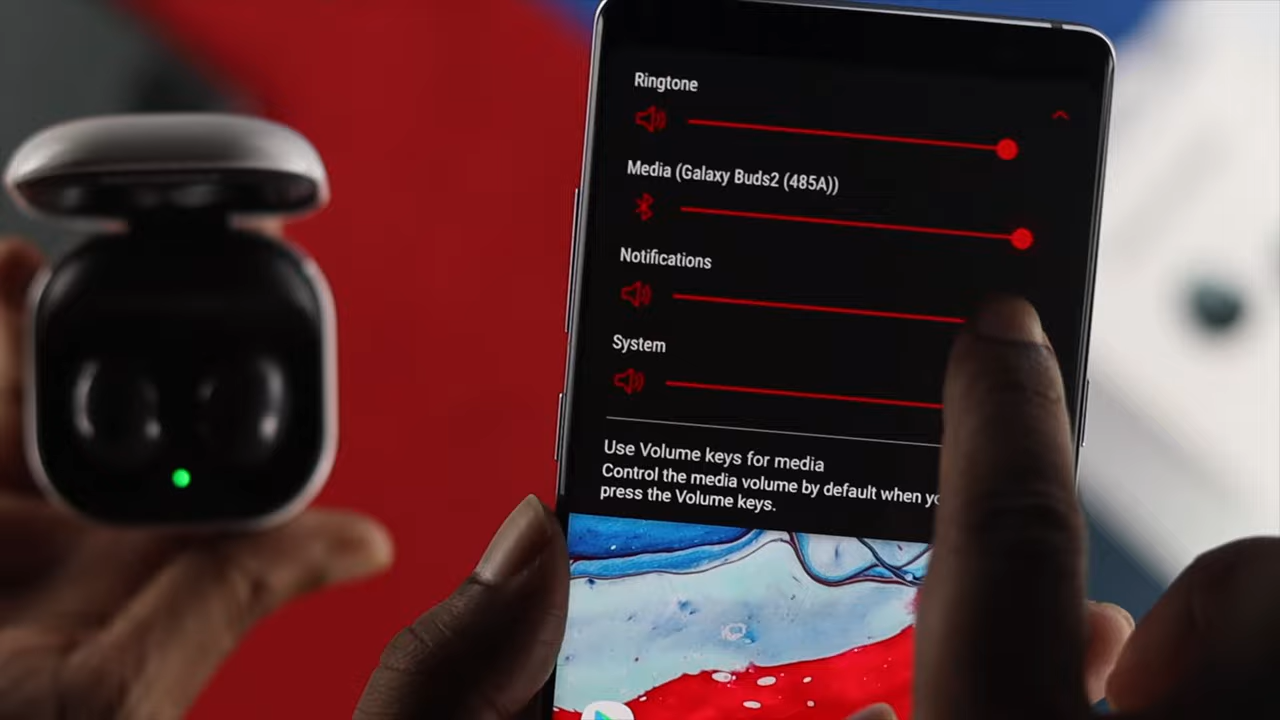 Ringtone
Media (Galaxy Buds2 (485A))
Notifications
System
Use Volume keys for media
Control the media volume by default when
press the Volume keys.